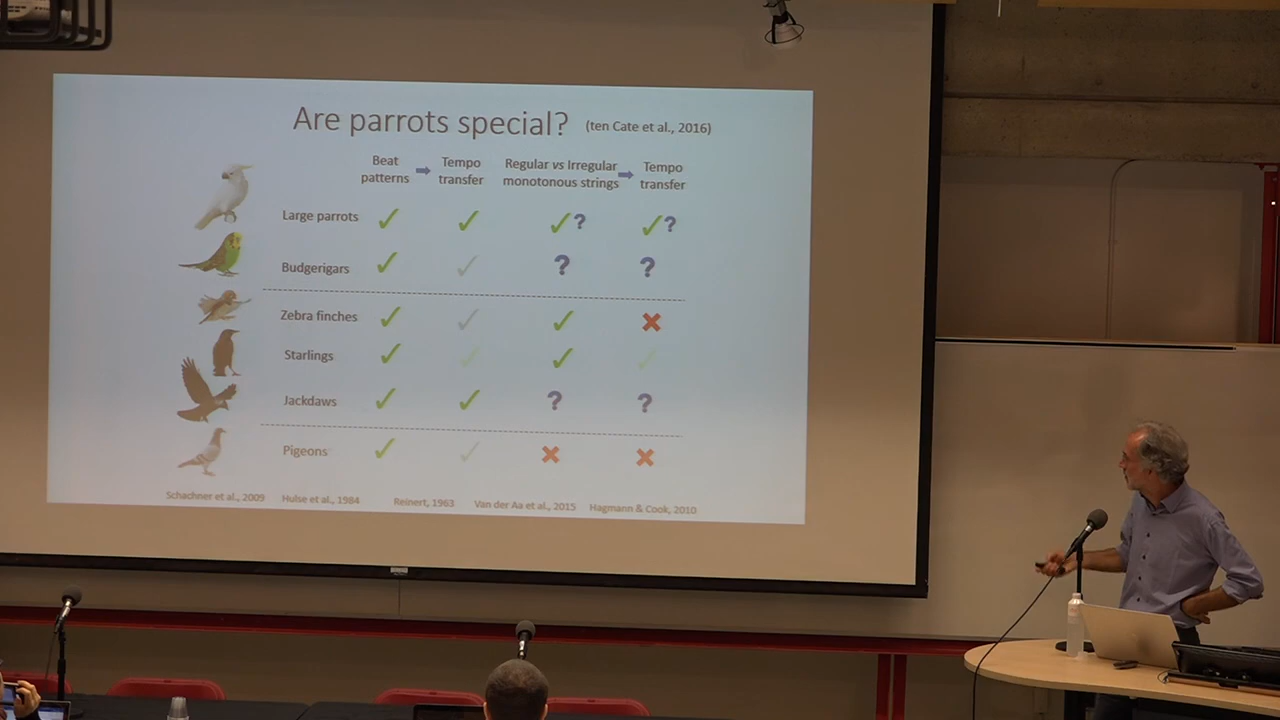 Are parrots special? (ten Cate et al., 2016)
Beat patterns ➡ Tempo transfer Regular vs Irregular monotonous strings ➡ Tempo transfer
Large parrots ✓ ✓ ✓? ✓?
Budgerigars ✓ ✓ ? ?
Zebra finches ✓ ✓ ✓ ✖
Starlings ✓ ✓ ✓ ✓
Jackdaws ✓ ✓ ? ?
Pigeons ✓ ✓ ✖ ✖
Schachner et al., 2009 Hulse et al., 1984 Reinert, 1963 Van der Aa et al., 2015 Hagmann & Cook, 2010